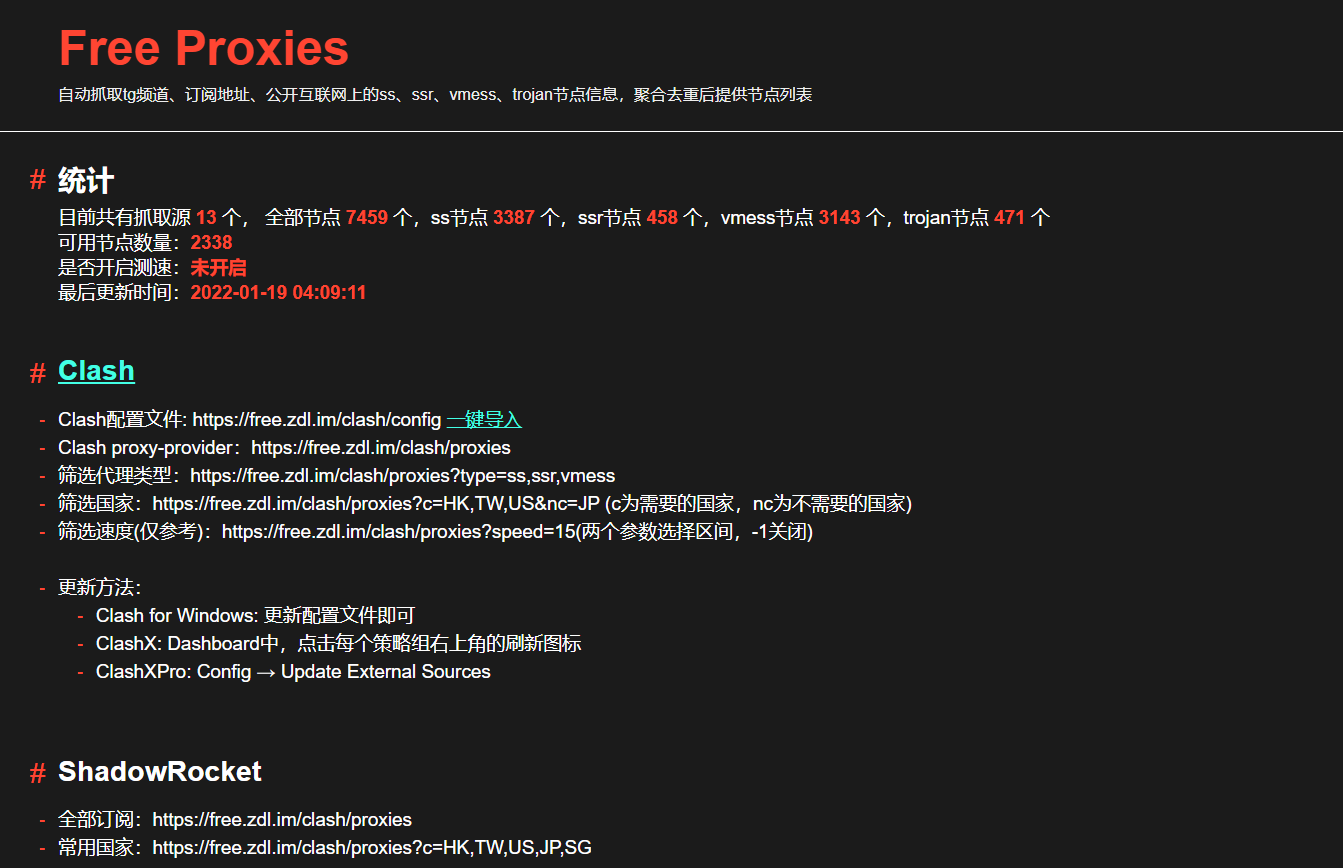 Free Proxies
自动抓取tg频道、订阅地址、公开互联网上的ss、ssr、vmess、trojan节点信息，聚合去重后提供节点列表
# 统计
目前共有抓取源 13 个， 全部节点 7459 个，ss节点 3387 个，ssr节点 458 个，vmess节点 3143 个，trojan节点 471 个
可用节点数量：2338
是否开启测速：未开启
最后更新时间：2022-01-19 04:09:11
# Clash
- Clash配置文件: https://free.zdl.im/clash/config 一键导入
- Clash proxy-provider：https://free.zdl.im/clash/proxies
- 筛选代理类型：https://free.zdl.im/clash/proxies?type=ss,ssr,vmess
- 筛选国家：https://free.zdl.im/clash/proxies?c=HK,TW,US&nc=JP (c为需要的国家，nc为不需要的国家)
- 筛选速度(仅参考)：https://free.zdl.im/clash/proxies?speed=15(两个参数选择区间，-1关闭)
- 更新方法：
- Clash for Windows: 更新配置文件即可
- ClashX: Dashboard中，点击每个策略组右上角的刷新图标
- ClashXPro: Config → Update External Sources
# ShadowRocket
- 全部订阅：https://free.zdl.im/clash/proxies
- 常用国家：https://free.zdl.im/clash/proxies?c=HK,TW,US,JP,SG